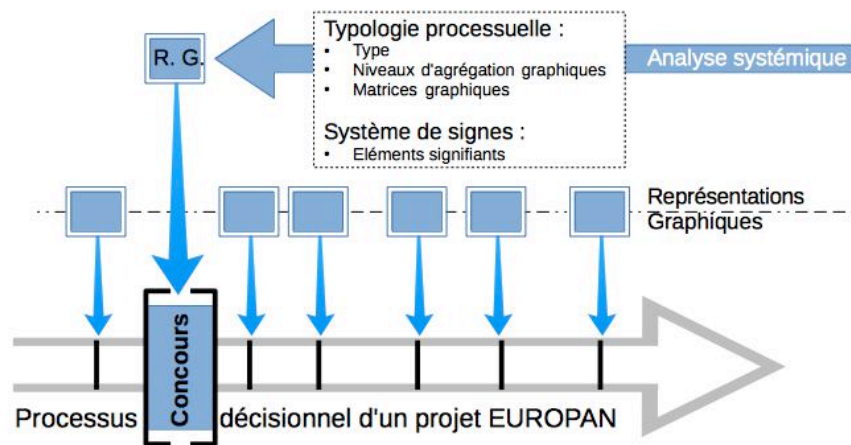 Typologie processuelle :
• Type
• Niveaux d'agrégation graphiques
• Matrices graphiques
Système de signes :
• Eléments signifiants
R. G.
Analyse systémique
Représentations
Graphiques
Concours
Processus décisionnel d'un projet EUROPAN